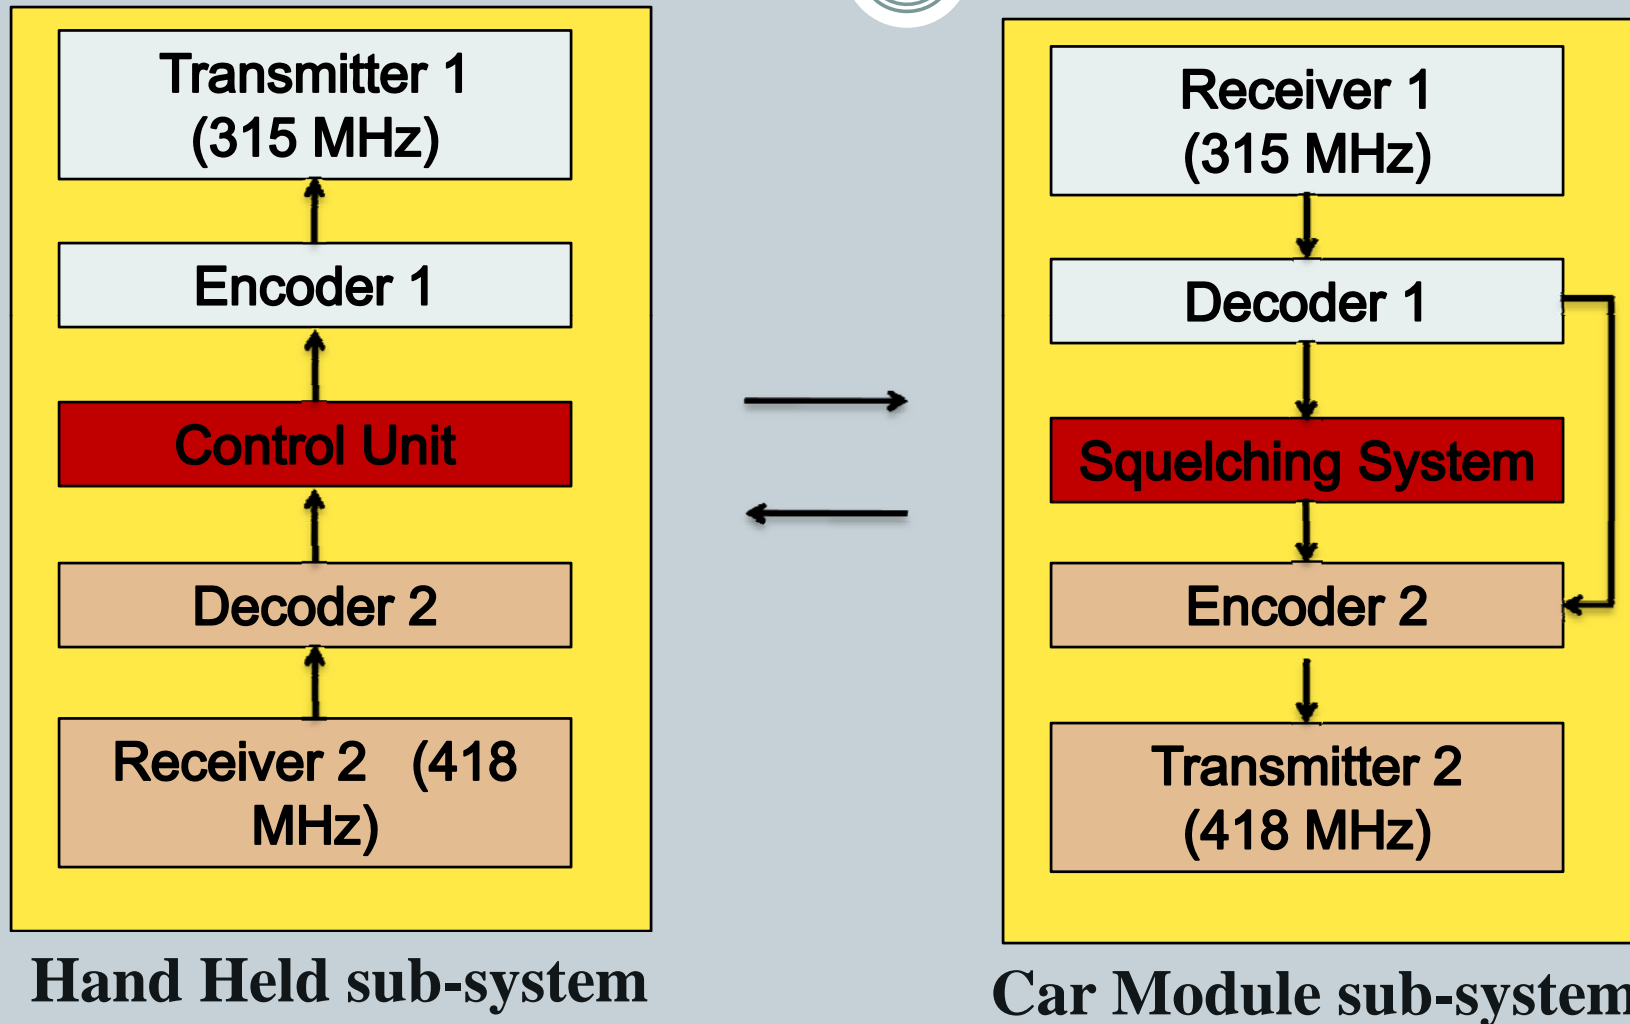 Transmitter 1
(315 MHz)
Encoder 1
Control Unit
Decoder 2
Receiver 2 (418
MHz)
Hand Held sub-system
Receiver 1
(315 MHz)
Decoder 1
Squelching System
Encoder 2
Transmitter 2
(418 MHz)
Car Module sub-system